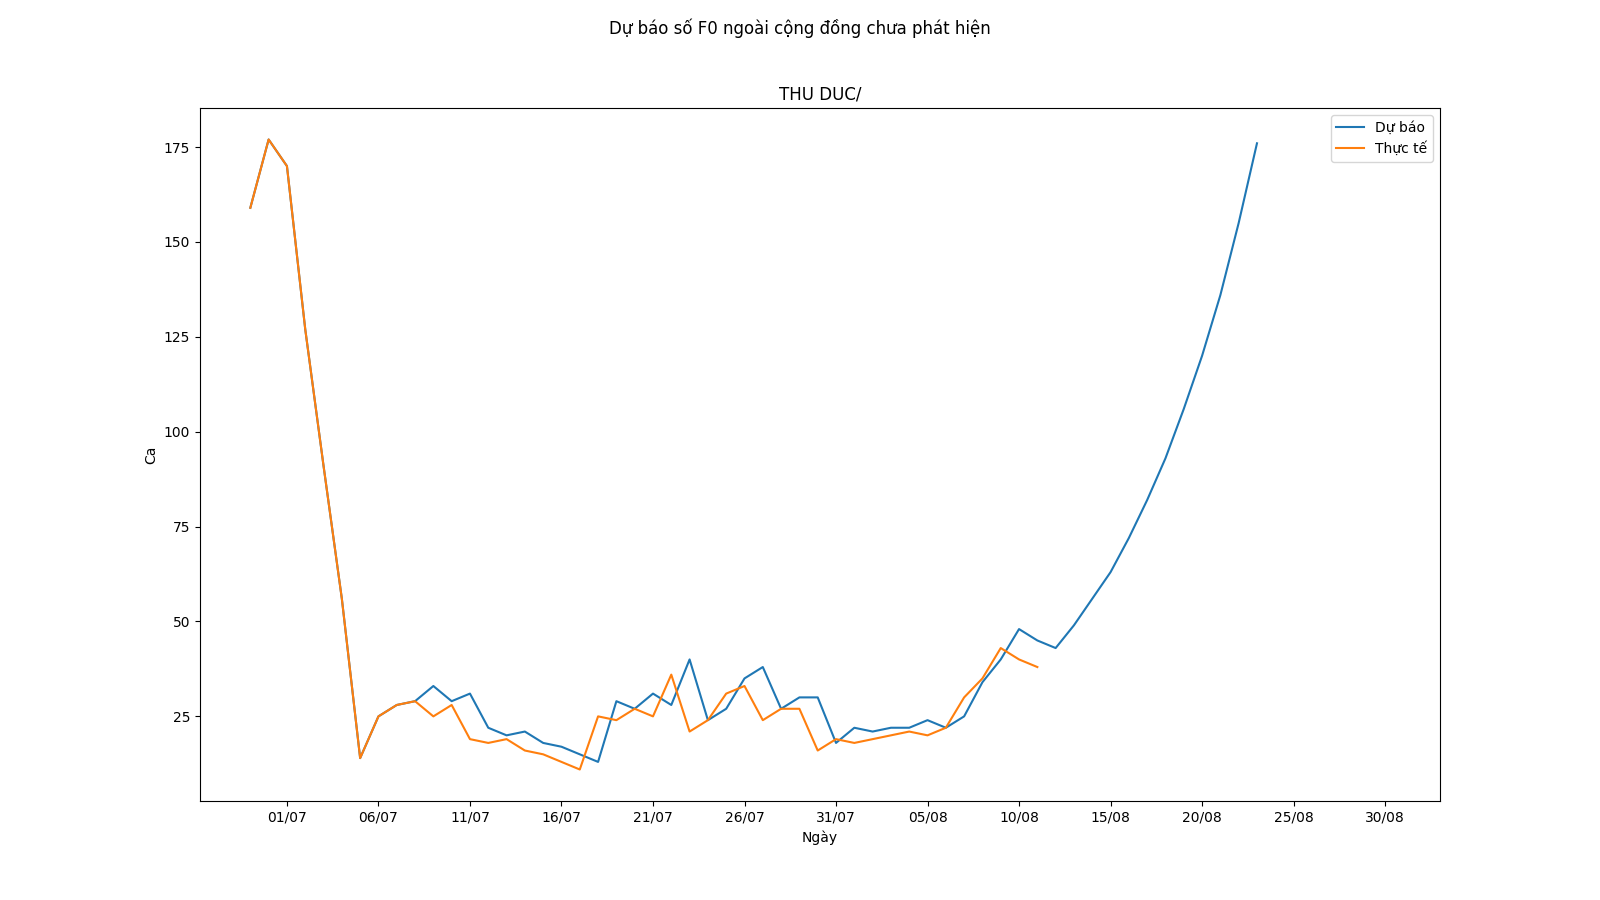 Dự báo số F0 ngoài cộng đồng chưa phát hiện
THU DUC/
Dự báo
Thực tế
175
150
125
100
75
50
25
Ca
01/07 06/07 11/07 16/07 21/07 26/07 31/07 05/08 10/08 15/08 20/08 25/08 30/08
Ngày